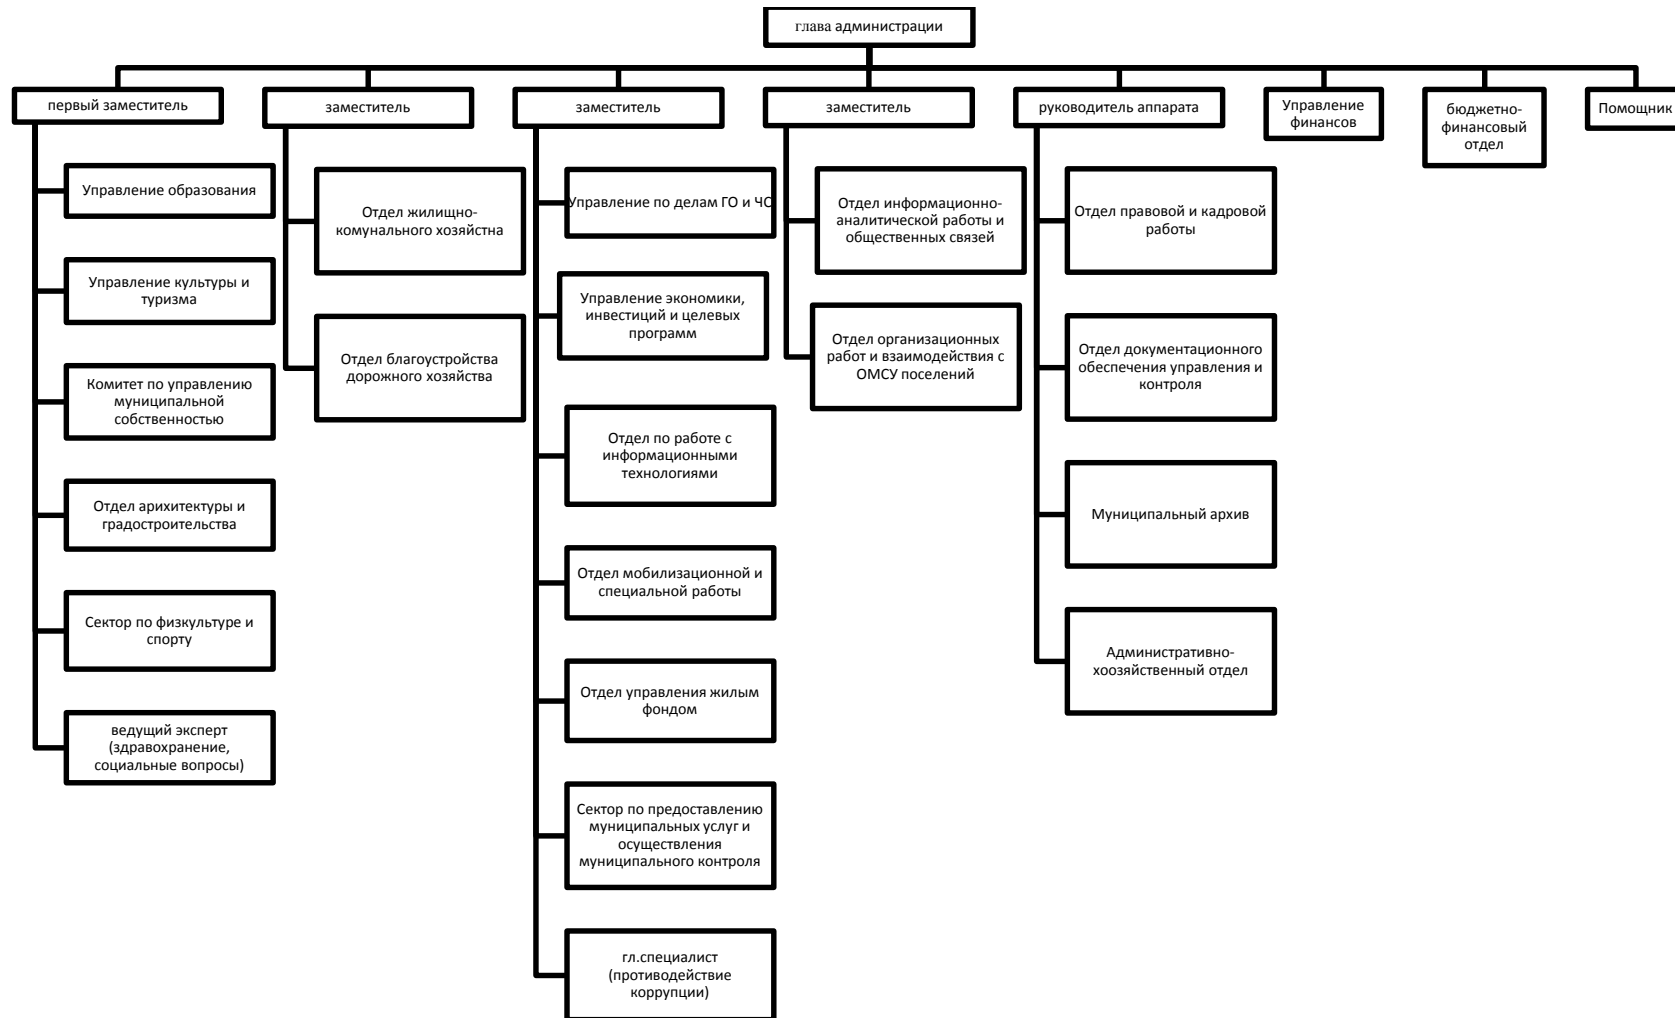 глава администрации
первый заместитель
заместитель
заместитель
заместитель
руководитель аппарата
Управление
финансов
бюджетно-
финансовый
отдел
Помощник
Управление образования
Управление культуры и
туризма
Комитет по управлению
муниципальной
собственностью
Отдел арихитектуры и
градостроительства
Сектор по физкультуре и
спорту
ведущий эксперт
(здравохранение,
социальные вопросы)
Отдел жилищно-
комунального хозяйстна
Отдел благоустройства
дорожного хозяйства
Управление по делам ГО и ЧС
Управление экономики,
инвестиций и целевых
программ
Отдел по работе с
информационными
технологиями
Отдел мобилизационной и
специальной работы
Отдел управления жилым
фондом
Сектор по предоставлению
муниципальных услуг и
осуществления
муниципального контроля
гл.специалист
(противодействие
коррупции)
Отдел информационно-
аналитической работы и
общественных связей
Отдел организационных
работ и взаимодействия с
ОМСУ поселений
Отдел правовой и кадровой
работы
Отдел документационного
обеспечения управления и
контроля
Муниципальный архив
Административно-
хоозяйственный отдел